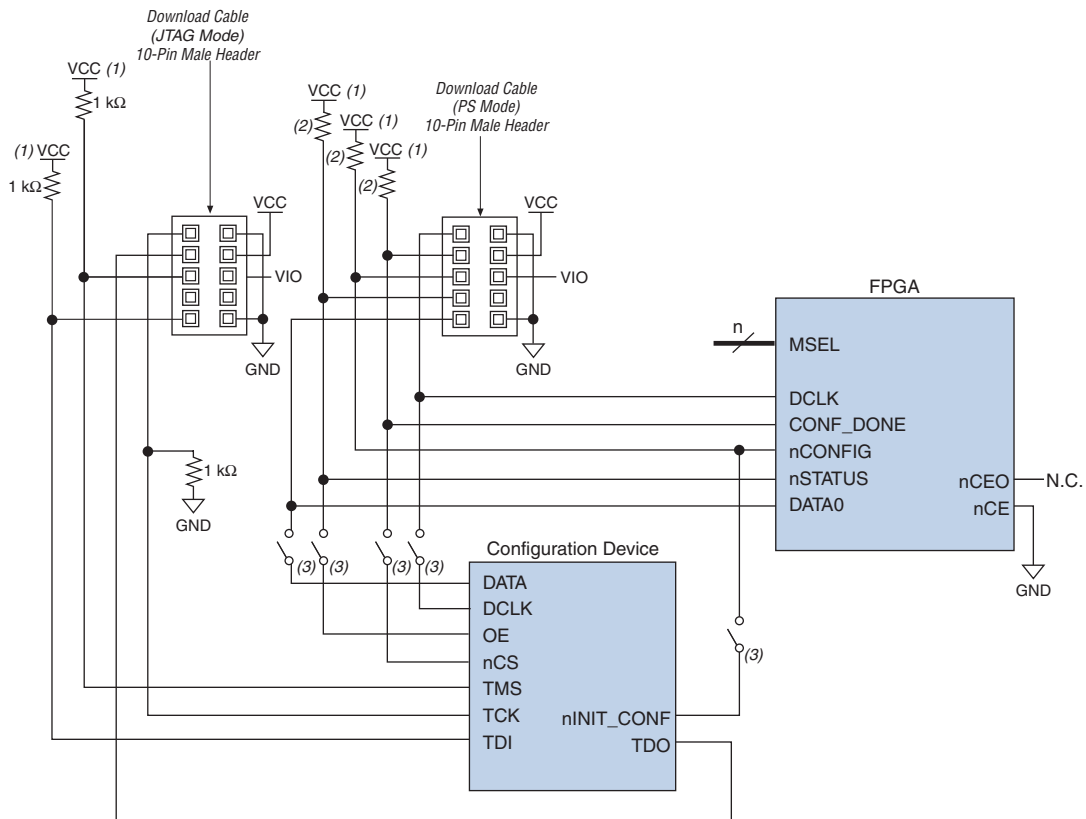 Download Cable
(JTAG Mode)
10-Pin Male Header
VCC (1)
1 kΩ
(1) VCC
1 kΩ
VCC
VIO
GND
1 kΩ
GND
Download Cable
(PS Mode)
10-Pin Male Header
VCC (1)
(2)
VCC (1)
(2)
VCC (1)
(2)
VCC
VIO
GND
FPGA
n
MSEL
DCLK
CONF_DONE
nCONFIG
nSTATUS
DATA0
nCEO
N.C.
nCE
GND
(3)
(3)
(3)
(3)
(3)
Configuration Device
DATA
DCLK
OE
nCS
TMS
TCK
TDI
nINIT_CONF
TDO